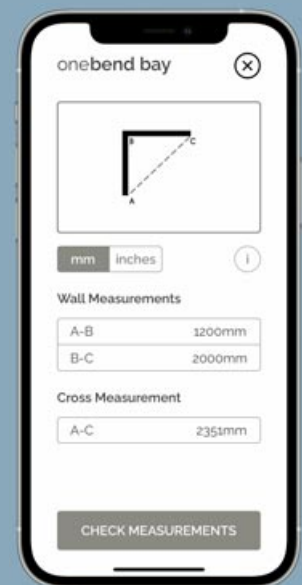 onebend bay
B
C
A
mm inches i
Wall Measurements
A-B 1200mm
B-C 2000mm
Cross Measurement
A-C 2351mm
CHECK MEASUREMENTS